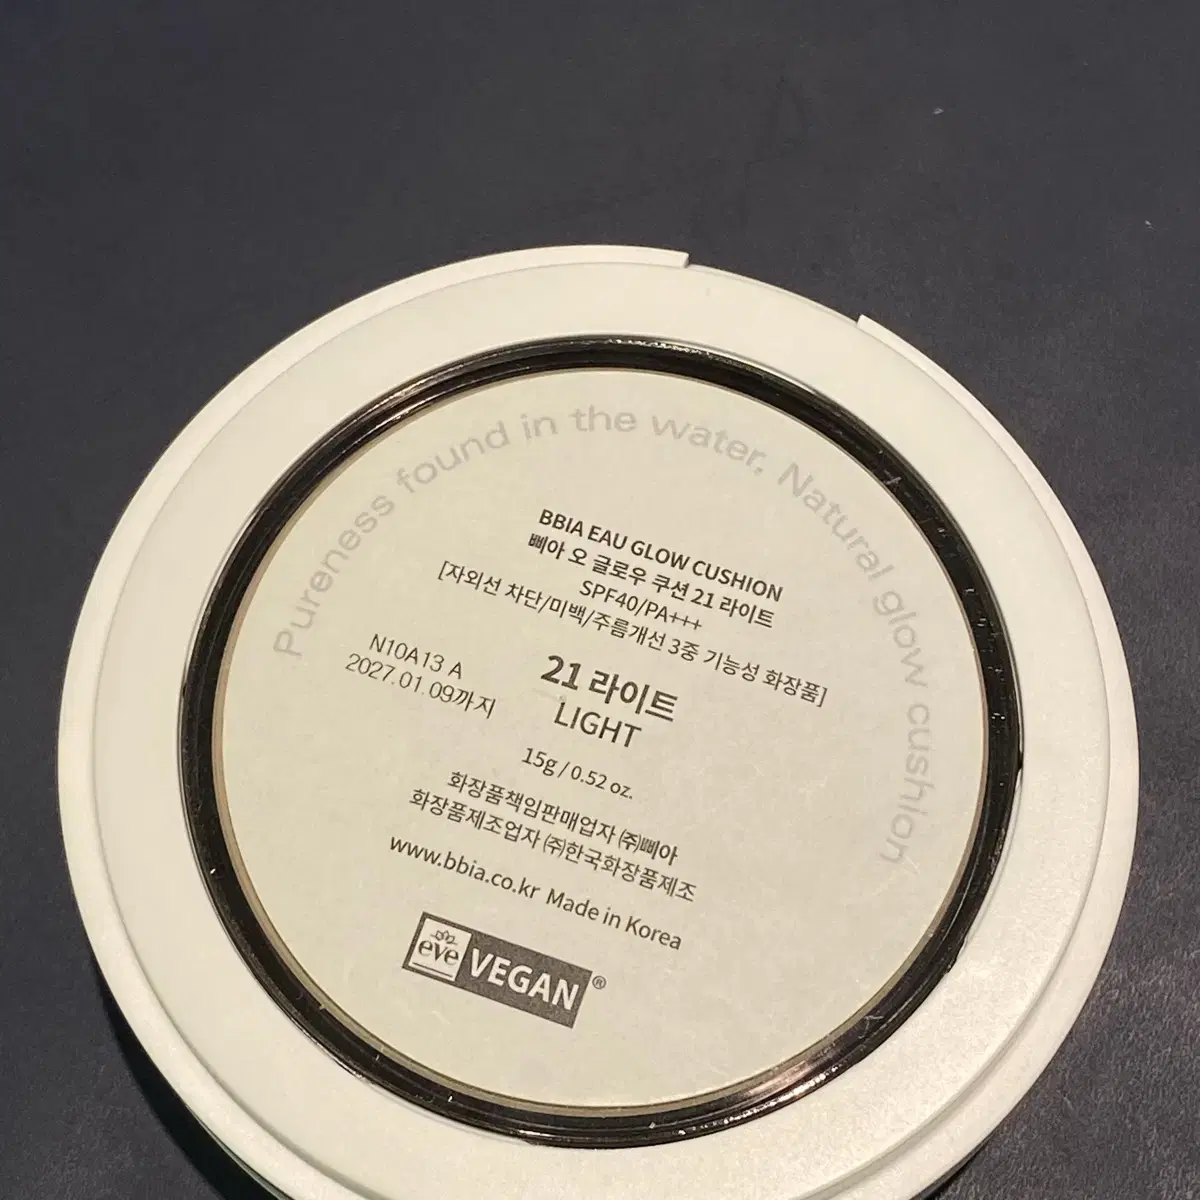 Pureness found in the water, Natural glow cushion
BBIA EAU GLOW CUSHION
삐아 오 글로우 쿠션 21 라이트
SPF40/PA+++
[자외선 차단/미백/주름개선 3중 기능성 화장품]
N10A13 A
2027.01.09까지
21 라이트
LIGHT
15g / 0.52 oz.
화장품책임판매업자 ㈜삐아
화장품제조업자 ㈜한국화장품제조
www.bbia.co.kr Made in Korea
eve VEGAN®